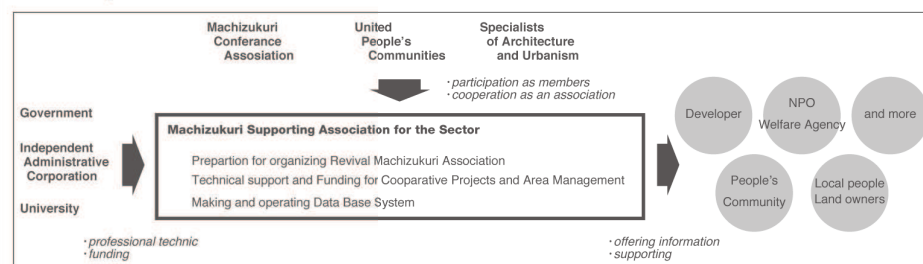 Machizukuri
Conferance
Assosiation
United
People's
Communities
Specialists
of Architecture
and Urbanism
・participation as members
・cooperation as an association
Government
Independent
Administrative
Corporation
University
・professional technic
・funding
Machizukuri Supporting Association for the Sector
Prepartion for organizing Revival Machizukuri Association
Technical support and Funding for Cooparative Projects and Area Management
Making and operating Data Base System
・offering information
・supporting
Developer
NPO
Welfare Agency
and more
People's
Community
Local people
Land owners